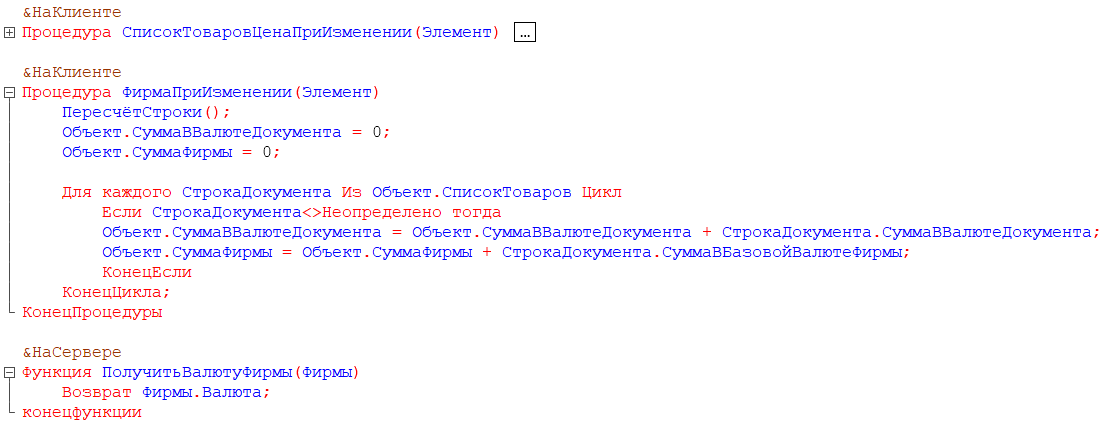 &НаКлиенте
Процедура СписокТоваровЦенаПриИзменении(Элемент) ...
&НаКлиенте
Процедура ФирмаПриИзменении(Элемент)
ПересчётСтроки();
Объект.СуммаВВалютеДокумента = 0;
Объект.СуммаФирмы = 0;
Для каждого СтрокаДокумента Из Объект.СписокТоваров Цикл
Если СтрокаДокумента<>Неопределено тогда
Объект.СуммаВВалютеДокумента = Объект.СуммаВВалютеДокумента + СтрокаДокумента.СуммаВВалютеДокумента;
Объект.СуммаФирмы = Объект.СуммаФирмы + СтрокаДокумента.СуммаВБазовойВалютеФирмы;
КонецЕсли
КонецЦикла;
КонецПроцедуры
&НаСервере
Функция ПолучитьВалютуФирмы(Фирмы)
Возврат Фирмы.Валюта;
конецфункции